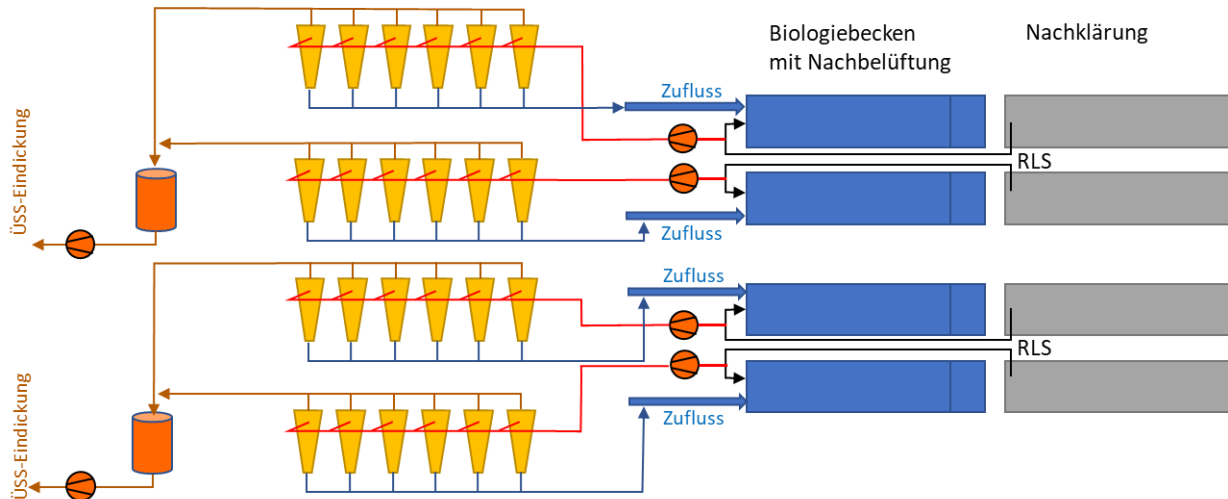 Biologiebecken
mit Nachbelüftung
Nachklärung
Zufluss
RLS
ÜSS-Eindickung
Zufluss
Zufluss
RLS
ÜSS-Eindickung
Zufluss